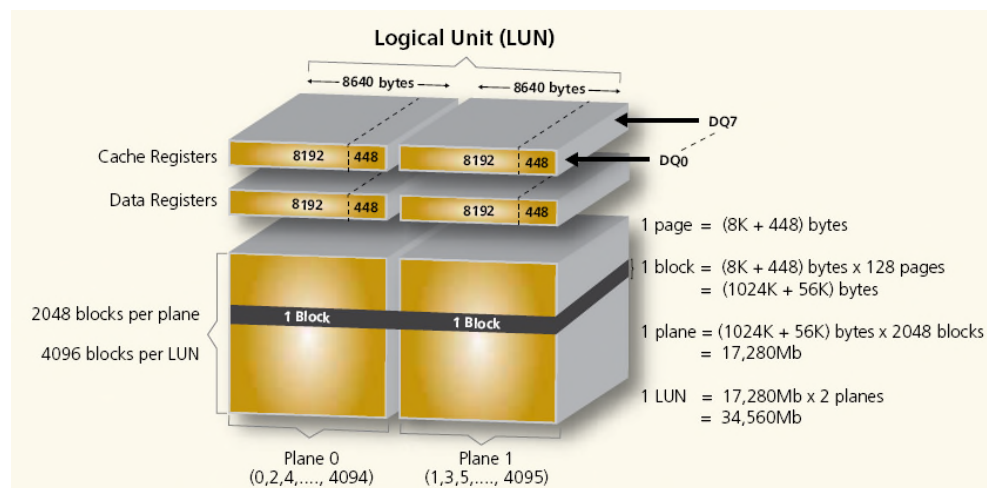 Logical Unit (LUN)
8640 bytes
8640 bytes
DQ7
Cache Registers
8192
448
8192
448
DQ0
Data Registers
8192
448
8192
448
1 page = (8K + 448) bytes
1 block = (8K + 448) bytes x 128 pages
= (1024K + 56K) bytes
2048 blocks per plane
1 Block
1 Block
4096 blocks per LUN
1 plane = (1024K + 56K) bytes x 2048 blocks
= 17,280Mb
1 LUN = 17,280Mb x 2 planes
= 34,560Mb
Plane 0
(0,2,4,...., 4094)
Plane 1
(1,3,5,...., 4095)